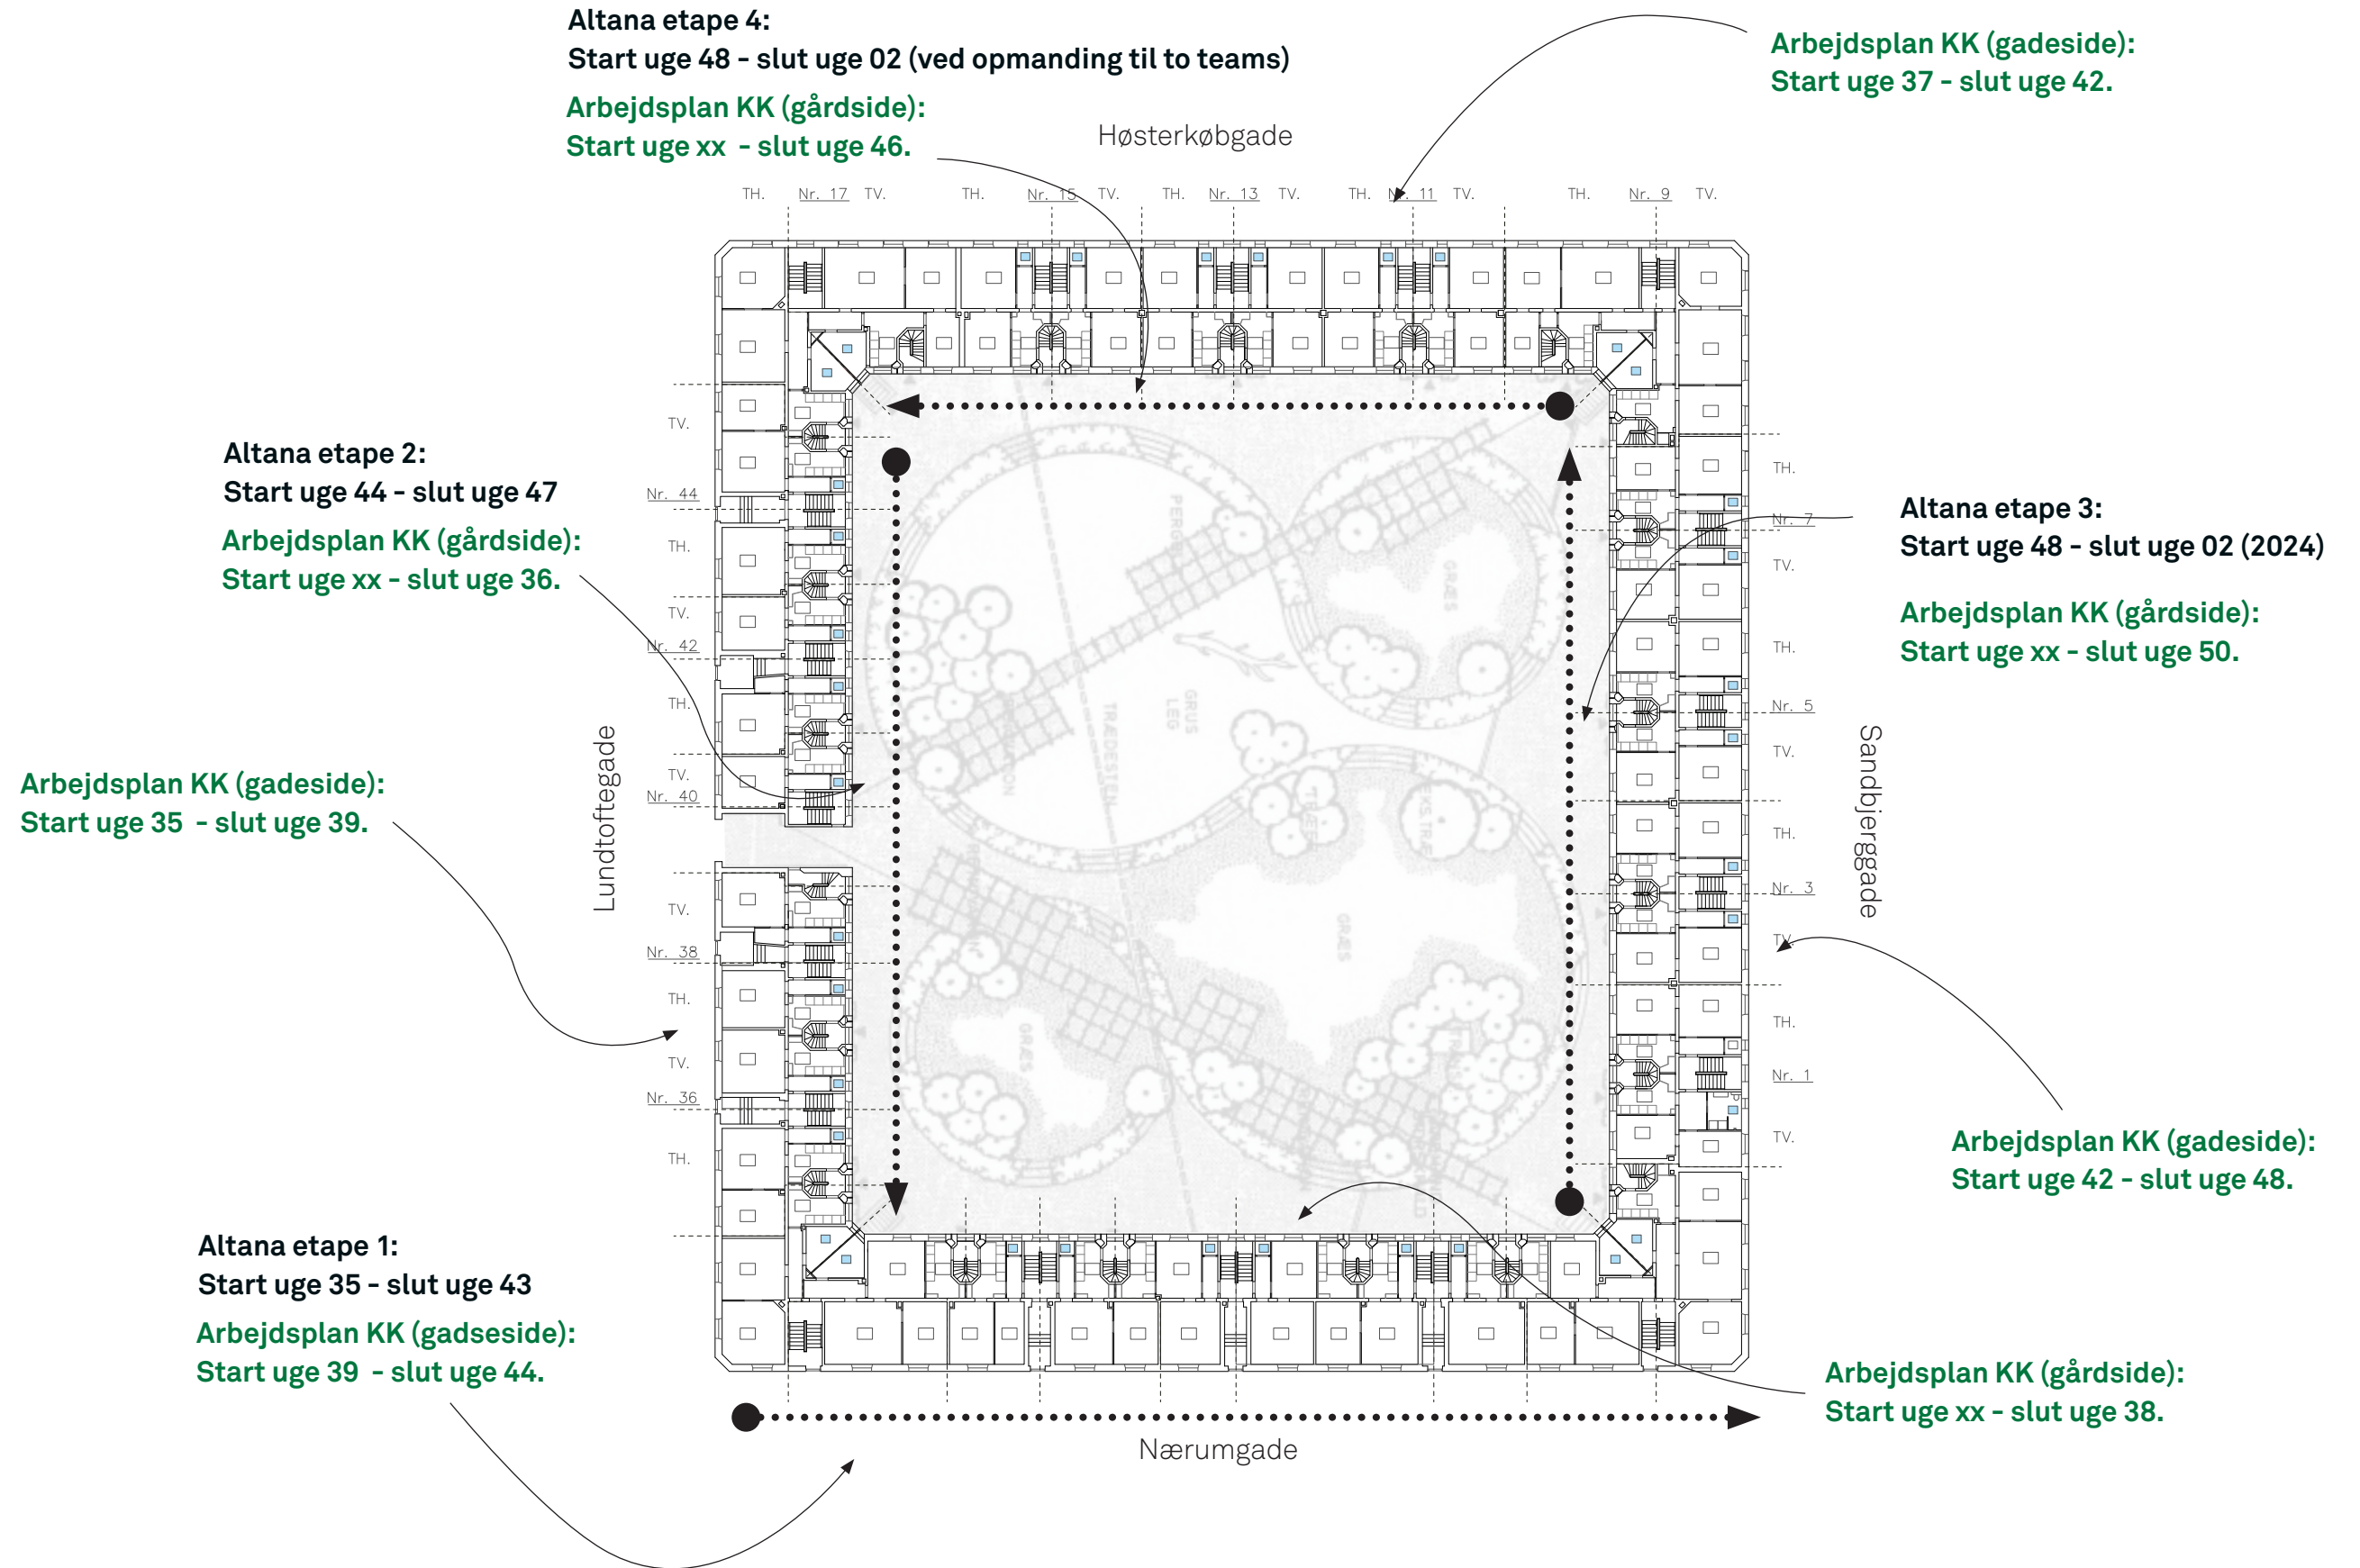 Altana etape 4:
Start uge 48 - slut uge 02 (ved opmanding til to teams)
Arbejdsplan KK (gårdside):
Start uge xx - slut uge 46.
Arbejdsplan KK (gadeside):
Start uge 37 - slut uge 42.
Høsterkøbgade
TH. Nr. 17 TV. TH. Nr. 15 TV. TH. Nr. 13 TV. TH. Nr. 11 TV. TH. Nr. 9 TV.
Altana etape 2:
Start uge 44 - slut uge 47
Arbejdsplan KK (gårdside):
Start uge xx - slut uge 36.
Arbejdsplan KK (gadeside):
Start uge 35 - slut uge 39.
Lundtoftegade
TV.
Nr. 44
TH.
TV.
Nr. 42
TH.
TV.
Nr. 40
TV.
Nr. 38
TH.
TV.
Nr. 36
TH.
GRUS
LEG
GRÆS
GRÆS
GRÆS
TH.
Nr. 7
TV.
TH.
Nr. 5
TV.
TH.
Nr. 3
TV.
TH.
Nr. 1
TV.
Sandbjerggade
Altana etape 3:
Start uge 48 - slut uge 02 (2024)
Arbejdsplan KK (gårdside):
Start uge xx - slut uge 50.
Arbejdsplan KK (gadeside):
Start uge 42 - slut uge 48.
Altana etape 1:
Start uge 35 - slut uge 43
Arbejdsplan KK (gadseside):
Start uge 39 - slut uge 44.
Arbejdsplan KK (gårdside):
Start uge xx - slut uge 38.
Nærumgade